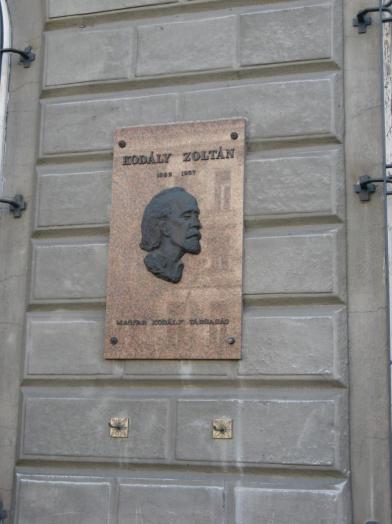 KODÁLY ZOLTÁN
1882 1967
MAGYAR KODÁLY TÁRSASÁG